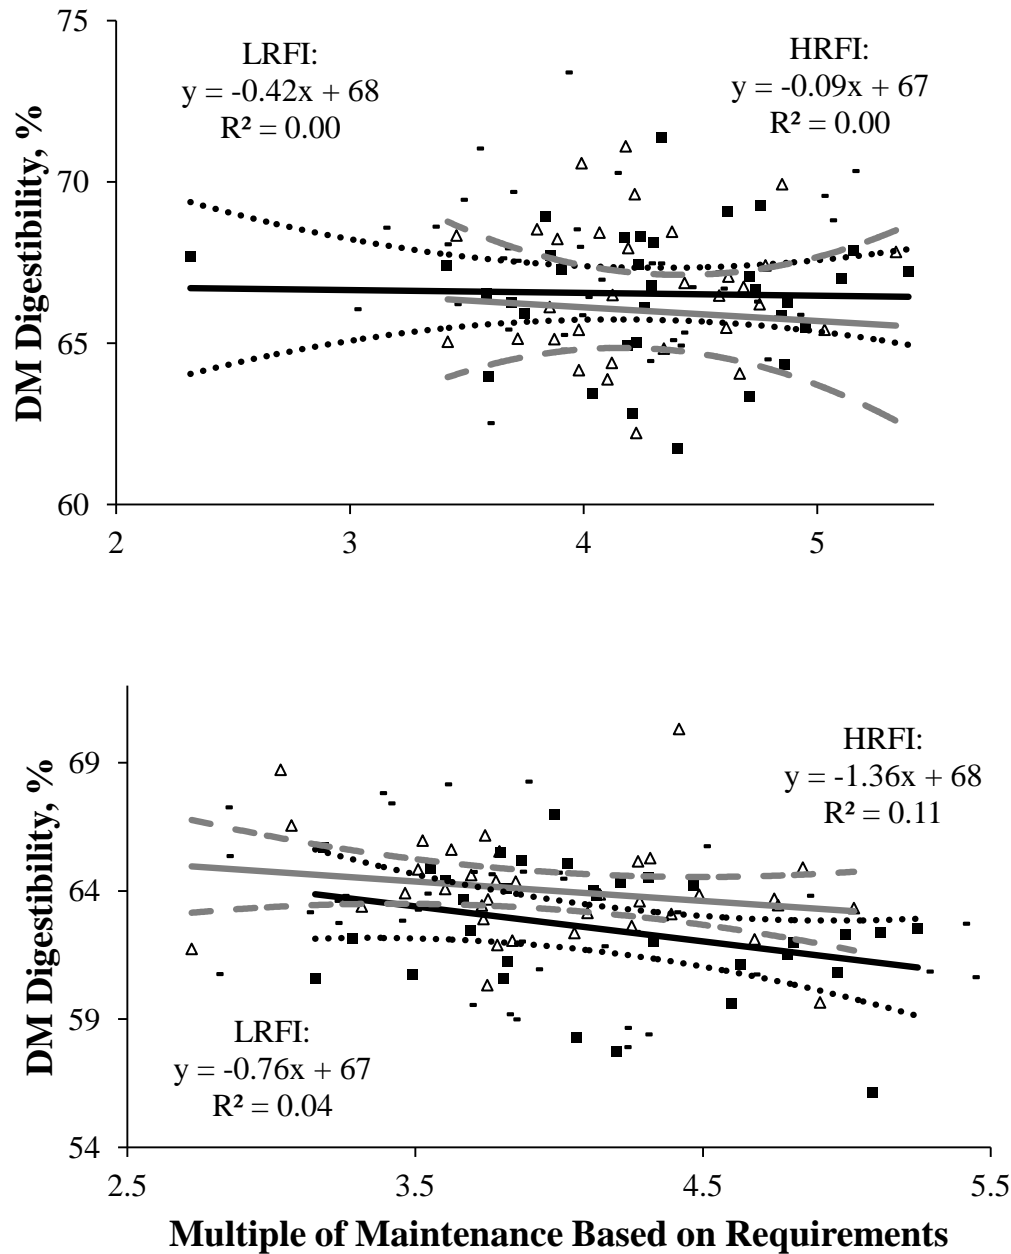 75
LRFI:
y = -0.42x + 68
R² = 0.00
HRFI:
y = -0.09x + 67
R² = 0.00
DM Digestibility, %
70
65
60
2
3
4
5
HRFI:
y = -1.36x + 68
R² = 0.11
69
DM Digestibility, %
64
59
LRFI:
y = -0.76x + 67
R² = 0.04
54
2.5
3.5
4.5
5.5
Multiple of Maintenance Based on Requirements